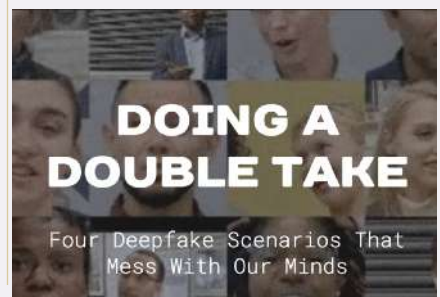 DOING A
DOUBLE TAKE
Four Deepfake Scenarios That
Mess With Our Minds